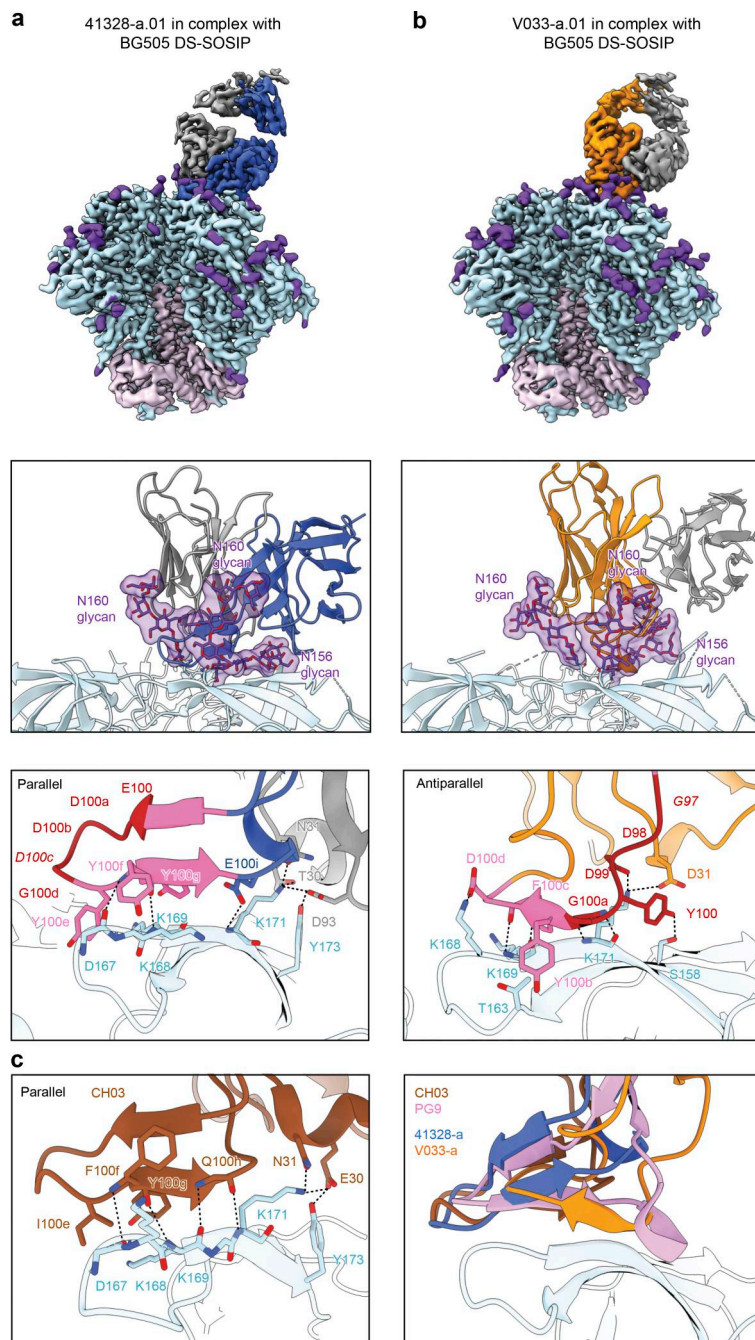 a
41328-a.01 in complex with
BG505 DS-SOSIP
b
V033-a.01 in complex with
BG505 DS-SOSIP
N160
glycan
N160
glycan
N156
glycan
N160
glycan
N160
glycan
N156
glycan
Parallel
E100
D100a
D100b
D100c
G100d
Y100e
Y100f
Y100g
E100i
N31
T30
D93
K169
K171
D167
K168
Y173
Antiparallel
G97
D98
D99
D31
D100d
F100c
G100a
Y100
K168
K169
K171
S158
Y100b
T163
c
Parallel
CH03
F100f
Y100g
Q100h
N31
E30
I100e
K171
D167
K168
K169
Y173
CH03
PG9
41328-a
V033-a